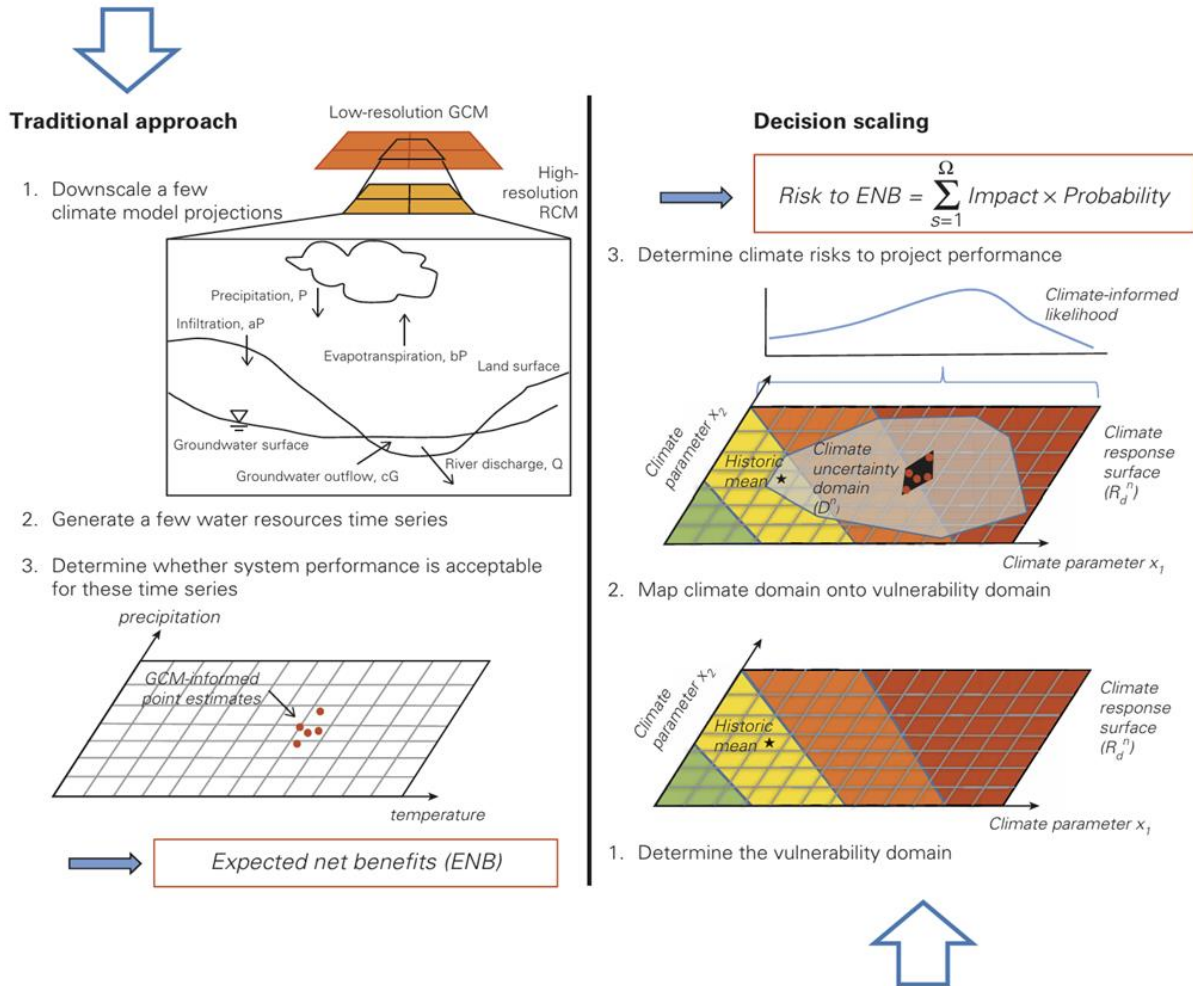 Traditional approach
Low-resolution GCM
High-
resolution
RCM
1. Downscale a few
climate model projections
Precipitation, P
Infiltration, aP
Evapotranspiration, bP
Land surface
Groundwater surface
Groundwater outflow, cG
River discharge, Q
2. Generate a few water resources time series
3. Determine whether system performance is acceptable
for these time series
precipitation
GCM-informed
point estimates
temperature
Expected net benefits (ENB)
Decision scaling
Risk to ENB = Ω∑s=1 Impact × Probability
3. Determine climate risks to project performance
Climate-informed
likelihood
Climate
parameter x₂
Historic
mean ★
Climate
uncertainty
domain
(Dⁿ)
Climate
response
surface
(R_dⁿ)
Climate parameter x₁
2. Map climate domain onto vulnerability domain
Climate
parameter x₂
Historic
mean ★
Climate
response
surface
(R_dⁿ)
Climate parameter x₁
1. Determine the vulnerability domain